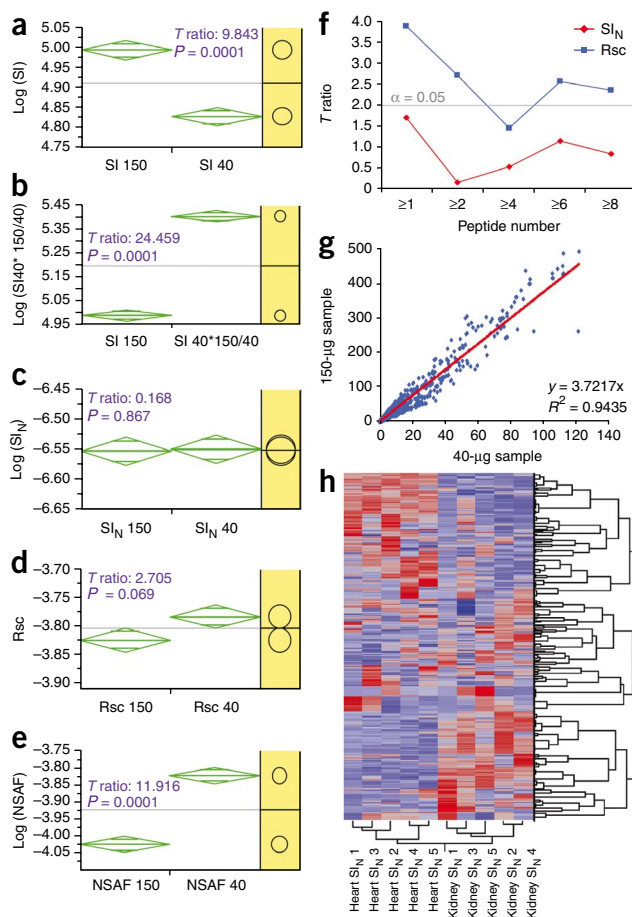 a
Log (SI)
5.05
5.00
4.95
4.90
4.85
4.80
4.75
T ratio: 9.843
P = 0.0001
SI 150
SI 40
b
Log (SI40* 150/40)
5.45
5.35
5.25
5.15
5.05
4.95
T ratio: 24.459
P = 0.0001
SI 150
SI 40*150/40
c
Log (SIN)
−6.45
−6.50
−6.55
−6.60
−6.65
T ratio: 0.168
P = 0.867
SIN 150
SIN 40
d
Rsc
−3.70
−3.75
−3.80
−3.85
−3.90
T ratio: 2.705
P = 0.069
Rsc 150
Rsc 40
e
Log (NSAF)
−3.75
−3.80
−3.85
−3.90
−3.95
−4.00
−4.05
T ratio: 11.916
P = 0.0001
NSAF 150
NSAF 40
f
T ratio
4.0
3.5
3.0
2.5
2.0
1.5
1.0
0.5
0
SIN
Rsc
α = 0.05
≥1
≥2
≥4
≥6
≥8
Peptide number
g
150-μg sample
500
400
300
200
100
0
y = 3.7217x
R2 = 0.9435
0
20
40
60
80
100
120
140
40-μg sample
h
Heart SIN 1
Heart SIN 3
Heart SIN 2
Heart SIN 4
Heart SIN 5
Kidney SIN 1
Kidney SIN 3
Kidney SIN 5
Kidney SIN 2
Kidney SIN 4